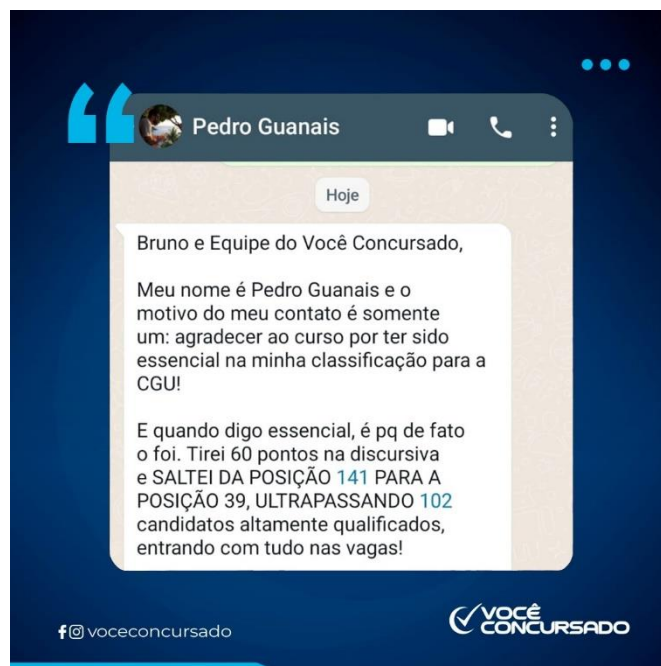 Pedro Guanais
Hoje
Bruno e Equipe do Você Concursado,
Meu nome é Pedro Guanais e o
motivo do meu contato é somente
um: agradecer ao curso por ter sido
essencial na minha classificação para a
CGU!
E quando digo essencial, é pq de fato
o foi. Tirei 60 pontos na discursiva
e SALTEI DA POSIÇÃO 141 PARA A
POSIÇÃO 39, ULTRAPASSANDO 102
candidatos altamente qualificados,
entrando com tudo nas vagas!
voceconcursado
VOCÊ
CONCURSADO